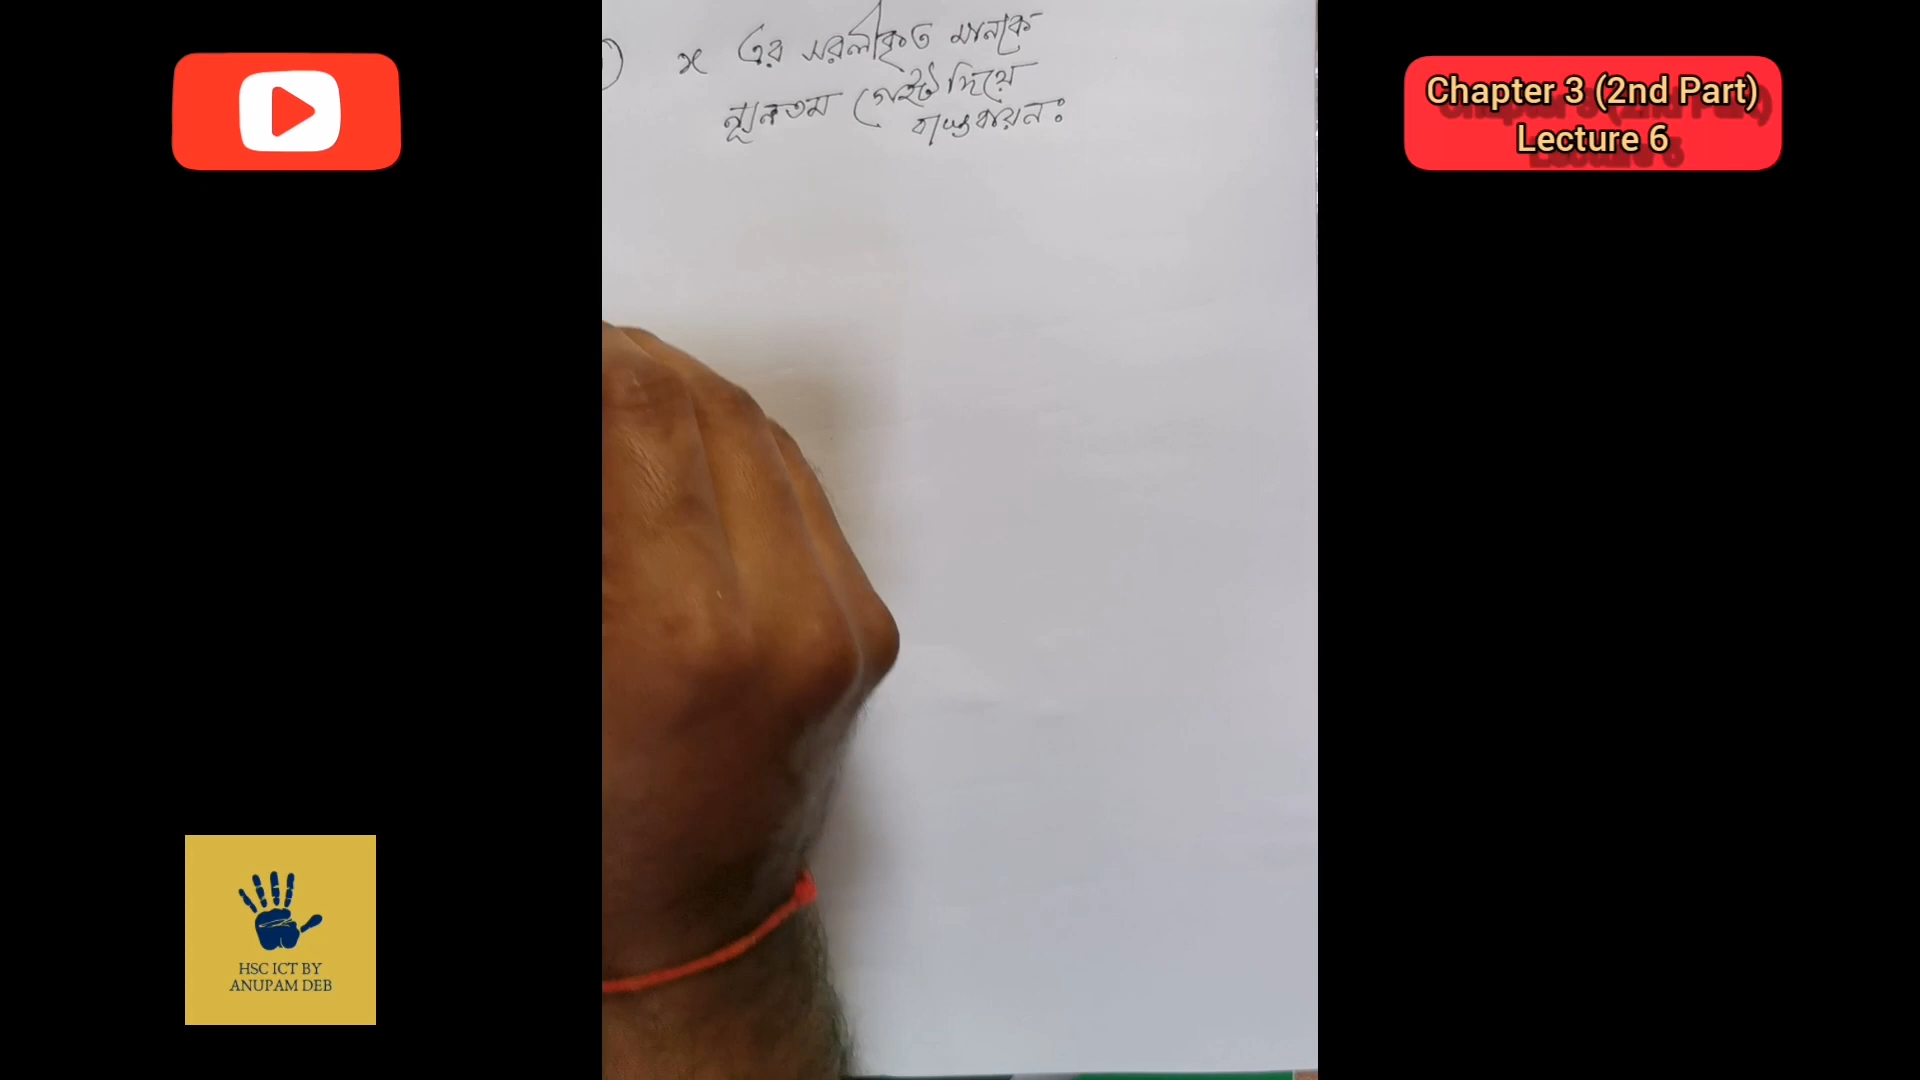 x এর সরলীকৃত মানকে
ন্যূনতম গেইট দিয়ে
বাস্তবায়ন:
Chapter 3 (2nd Part)
Lecture 6
HSC ICT BY
ANUPAM DEB